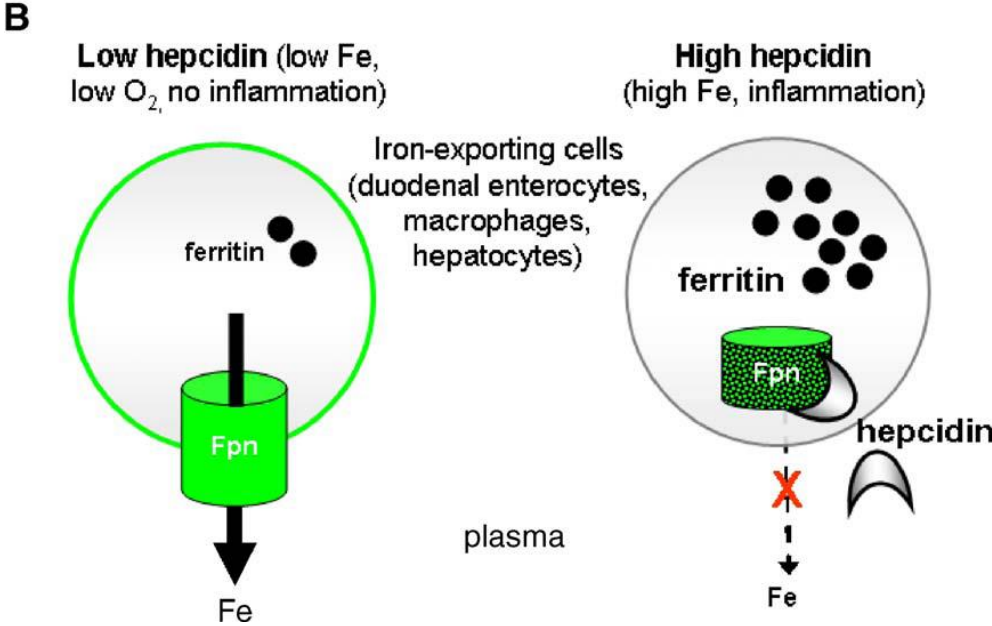 B
Low hepcidin (low Fe,
low O2, no inflammation)
High hepcidin
(high Fe, inflammation)
Iron-exporting cells
(duodenal enterocytes,
macrophages,
hepatocytes)
ferritin
ferritin
Fpn
Fpn
hepcidin
X
plasma
Fe
Fe